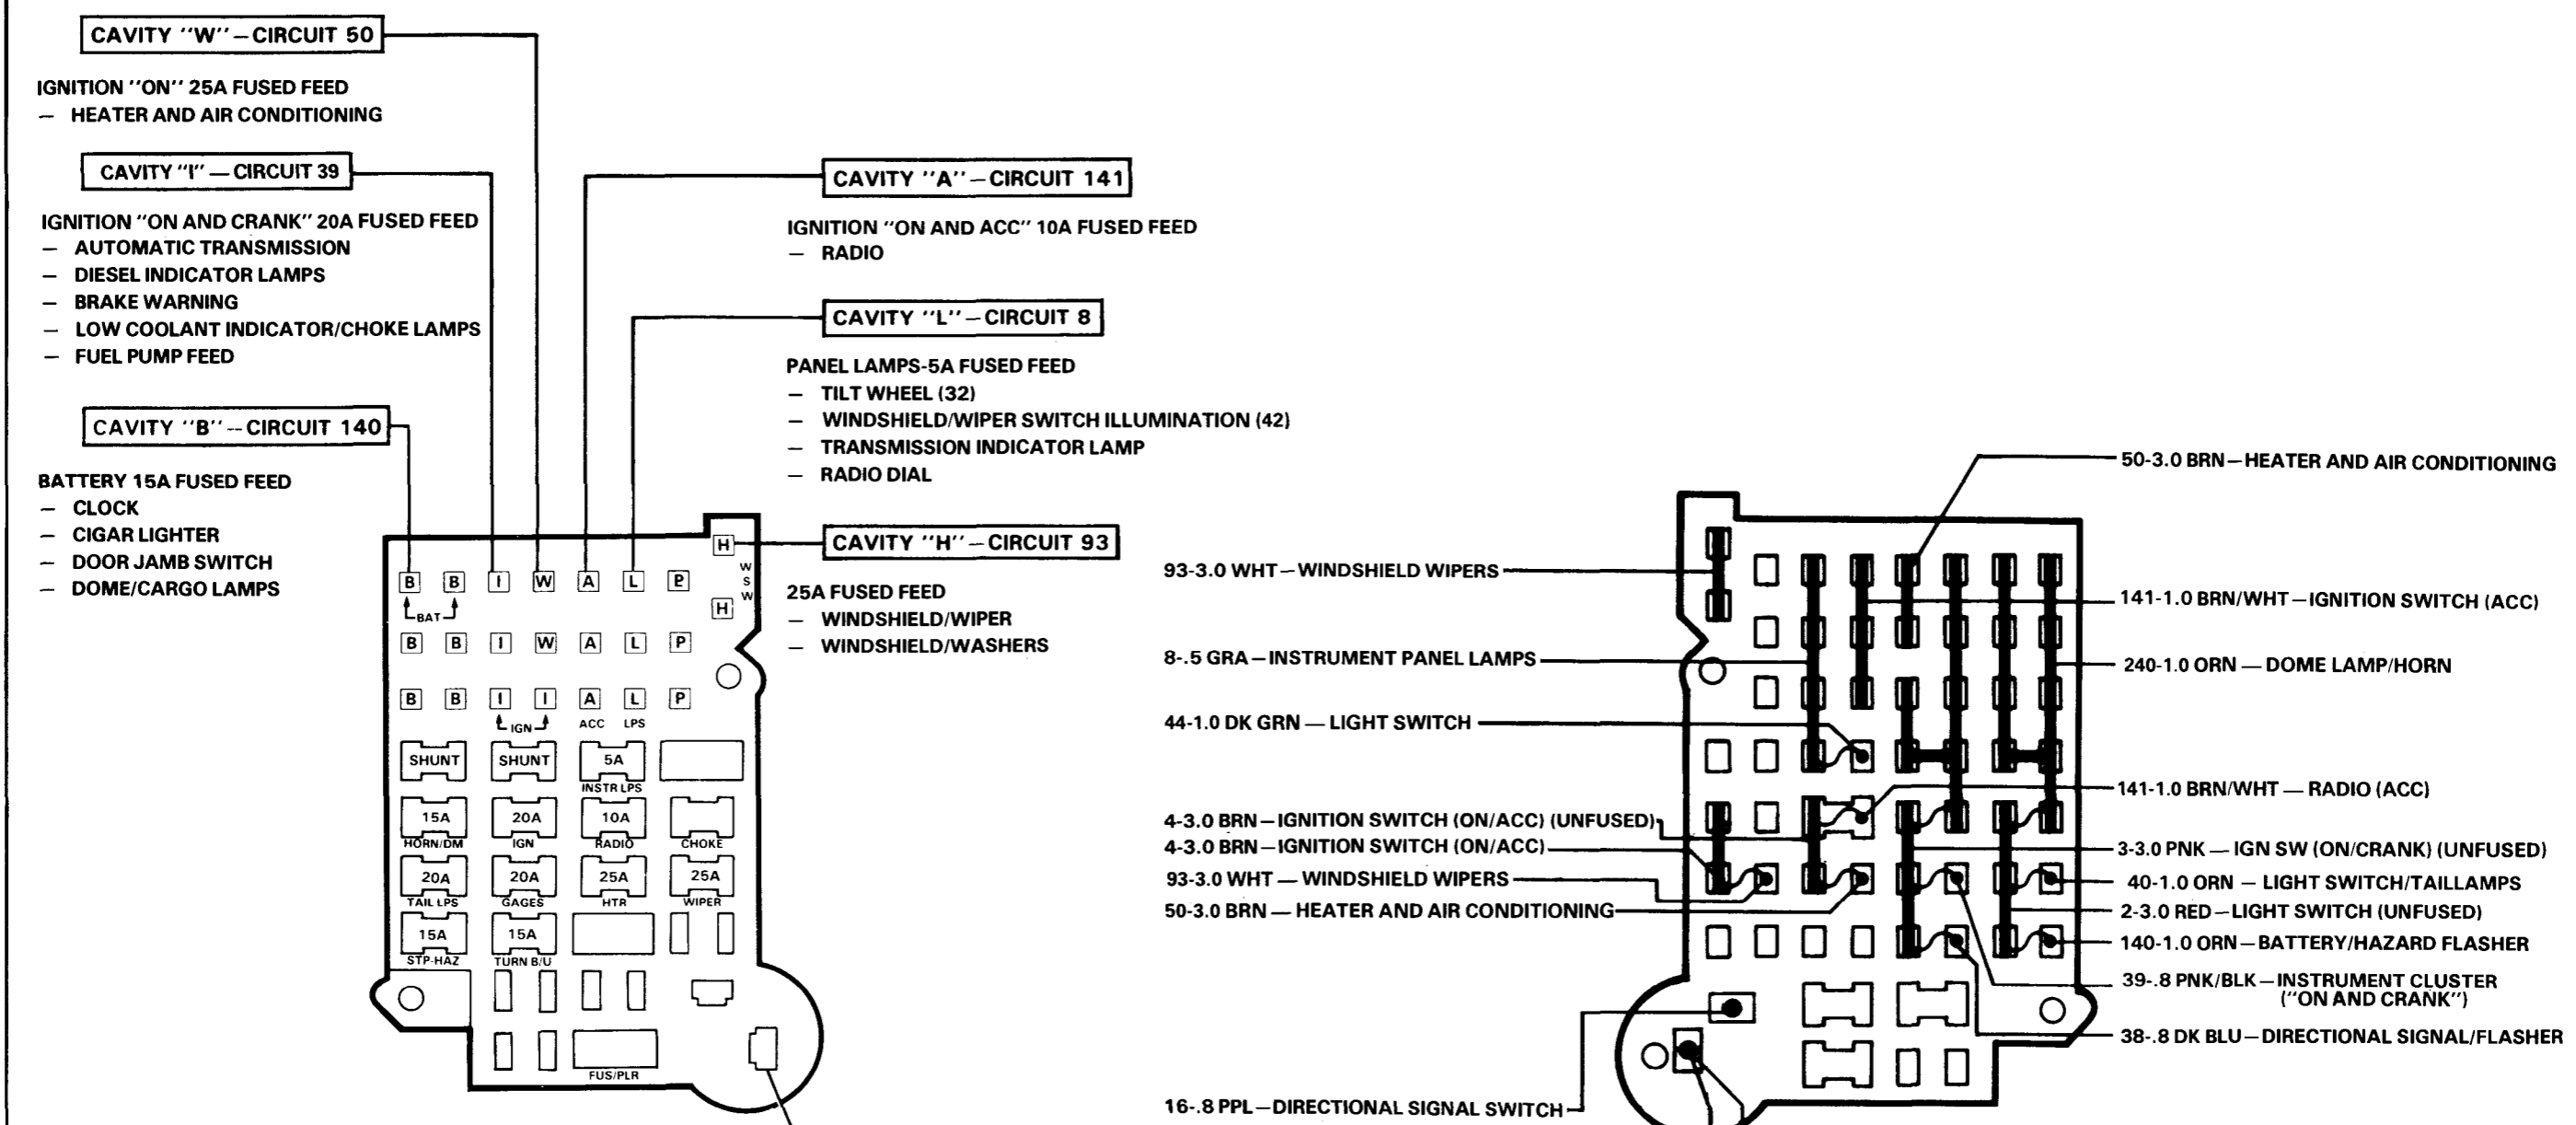 CAVITY "W"—CIRCUIT 50
IGNITION "ON" 25A FUSED FEED
— HEATER AND AIR CONDITIONING
CAVITY "I" — CIRCUIT 39
IGNITION "ON AND CRANK" 20A FUSED FEED
— AUTOMATIC TRANSMISSION
— DIESEL INDICATOR LAMPS
— BRAKE WARNING
— LOW COOLANT INDICATOR/CHOKE LAMPS
— FUEL PUMP FEED
CAVITY "B"—CIRCUIT 140
BATTERY 15A FUSED FEED
— CLOCK
— CIGAR LIGHTER
— DOOR JAMB SWITCH
— DOME/CARGO LAMPS
CAVITY "A"—CIRCUIT 141
IGNITION "ON AND ACC" 10A FUSED FEED
— RADIO
CAVITY "L"—CIRCUIT 8
PANEL LAMPS-5A FUSED FEED
— TILT WHEEL (32)
— WINDSHIELD/WIPER SWITCH ILLUMINATION (42)
— TRANSMISSION INDICATOR LAMP
— RADIO DIAL
CAVITY "H"—CIRCUIT 93
25A FUSED FEED
— WINDSHIELD/WIPER
— WINDSHIELD/WASHERS
H
WSW
B B I W A L P
BAT
H
B B I W A L P
B B I I A L P
IGN ACC LPS
SHUNT SHUNT 5A
INSTR LPS
15A 20A 10A
HORN/DM IGN RADIO CHOKE
20A 20A 25A 25A
TAIL LPS GAGES HTR WIPER
15A 15A
STP-HAZ TURN B/U
FUS/PLR
93-3.0 WHT—WINDSHIELD WIPERS
8-.5 GRA—INSTRUMENT PANEL LAMPS
44-1.0 DK GRN — LIGHT SWITCH
4-3.0 BRN—IGNITION SWITCH (ON/ACC) (UNFUSED)
4-3.0 BRN—IGNITION SWITCH (ON/ACC)
93-3.0 WHT — WINDSHIELD WIPERS
50-3.0 BRN — HEATER AND AIR CONDITIONING
16-.8 PPL—DIRECTIONAL SIGNAL SWITCH
50-3.0 BRN—HEATER AND AIR CONDITIONING
141-1.0 BRN/WHT—IGNITION SWITCH (ACC)
240-1.0 ORN — DOME LAMP/HORN
141-1.0 BRN/WHT — RADIO (ACC)
3-3.0 PNK — IGN SW (ON/CRANK) (UNFUSED)
40-1.0 ORN — LIGHT SWITCH/TAILLAMPS
2-3.0 RED—LIGHT SWITCH (UNFUSED)
140-1.0 ORN—BATTERY/HAZARD FLASHER
39-.8 PNK/BLK—INSTRUMENT CLUSTER
("ON AND CRANK")
38-.8 DK BLU—DIRECTIONAL SIGNAL/FLASHER